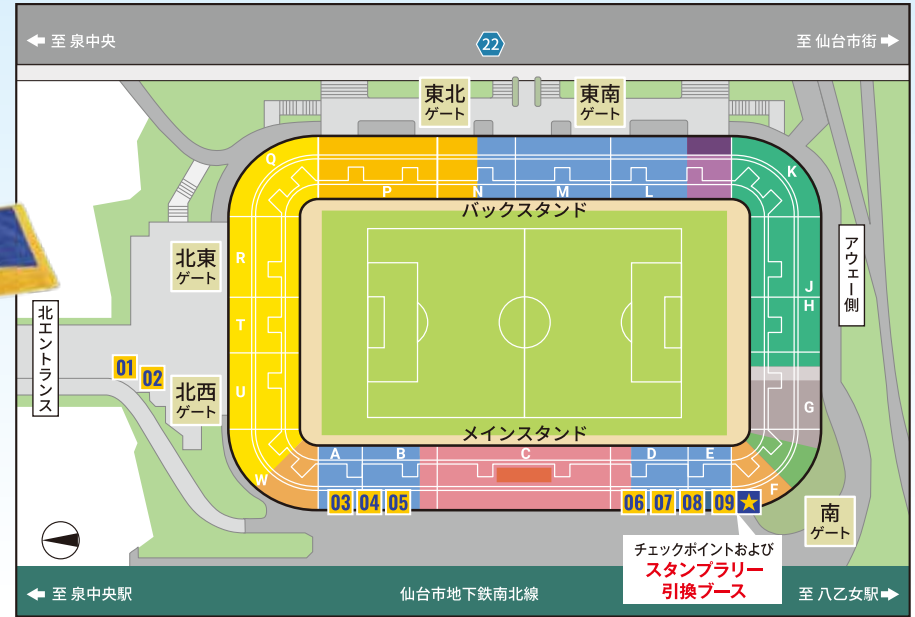 至 泉中央
22
至 仙台市街
東北
ゲート
東南
ゲート
Q
P
N
M
L
K
バックスタンド
北東
ゲート
R
アウェー側
J
H
北エントランス
T
01
02
北西
ゲート
U
G
メインスタンド
A
B
C
D
E
W
F
03
04
05
06
07
08
09
南
ゲート
チェックポイントおよび
スタンプラリー
引換ブース
至 泉中央駅
仙台市地下鉄南北線
至 八乙女駅